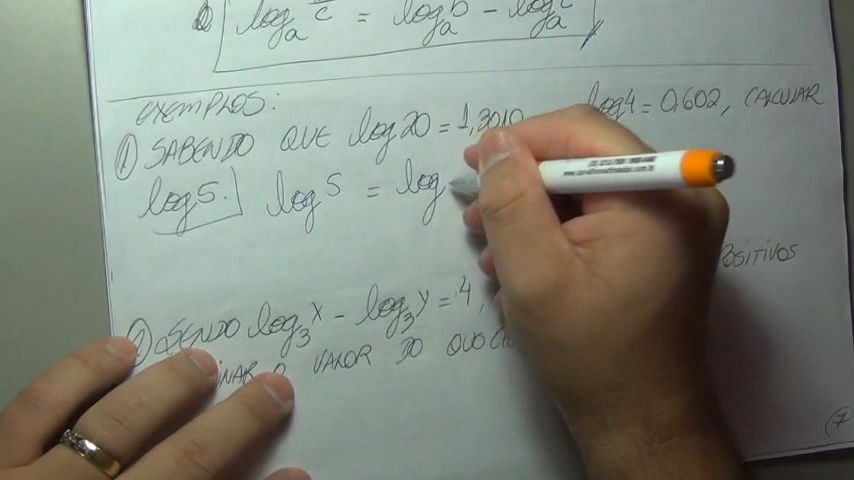 log_a b/c = log_a b - log_a c
EXEMPLOS:
1) SABENDO QUE log 20 = 1,3010 log 4 = 0,602, CALCULAR
log 5. log 5 = log
2) SENDO log_3 x - log_3 y = 4, POSITIVOS
O VALOR DO
7